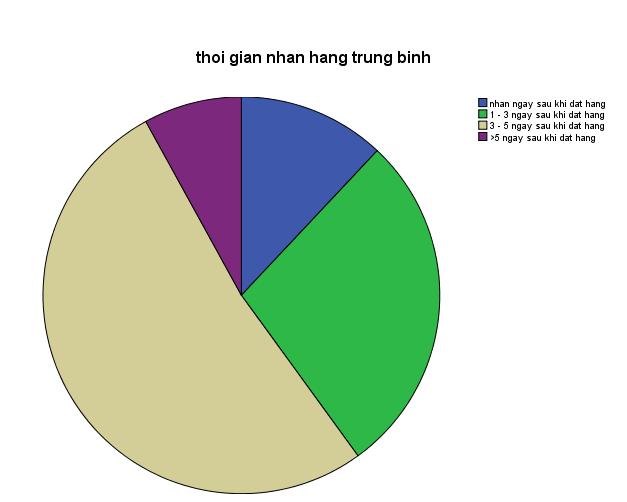 thoi gian nhan hang trung binh
nhan ngay sau khi dat hang
1 - 3 ngay sau khi dat hang
3 - 5 ngay sau khi dat hang
>5 ngay sau khi dat hang